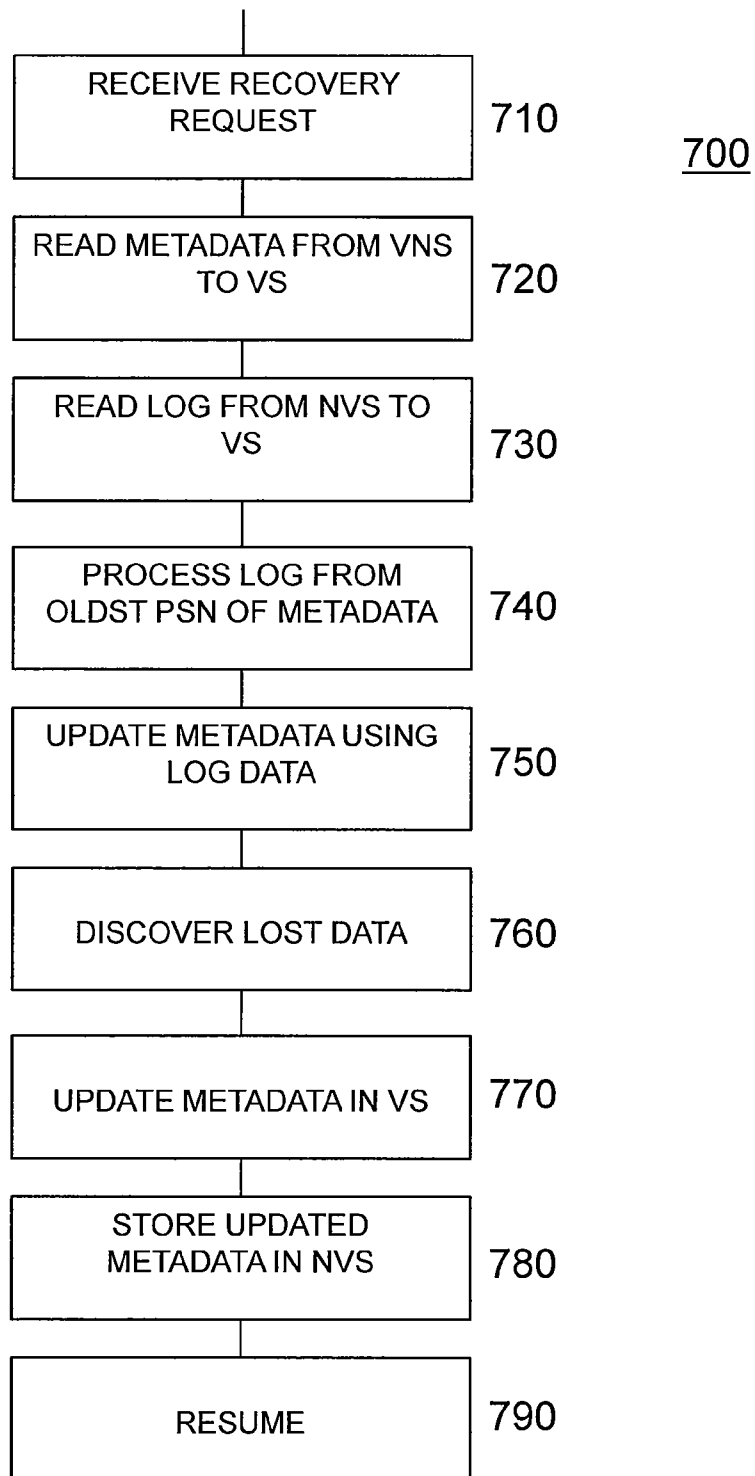 RECEIVE RECOVERY
REQUEST
710
700
READ METADATA FROM VNS
TO VS
720
READ LOG FROM NVS TO
VS
730
PROCESS LOG FROM
OLDST PSN OF METADATA
740
UPDATE METADATA USING
LOG DATA
750
DISCOVER LOST DATA
760
UPDATE METADATA IN VS
770
STORE UPDATED
METADATA IN NVS
780
RESUME
790